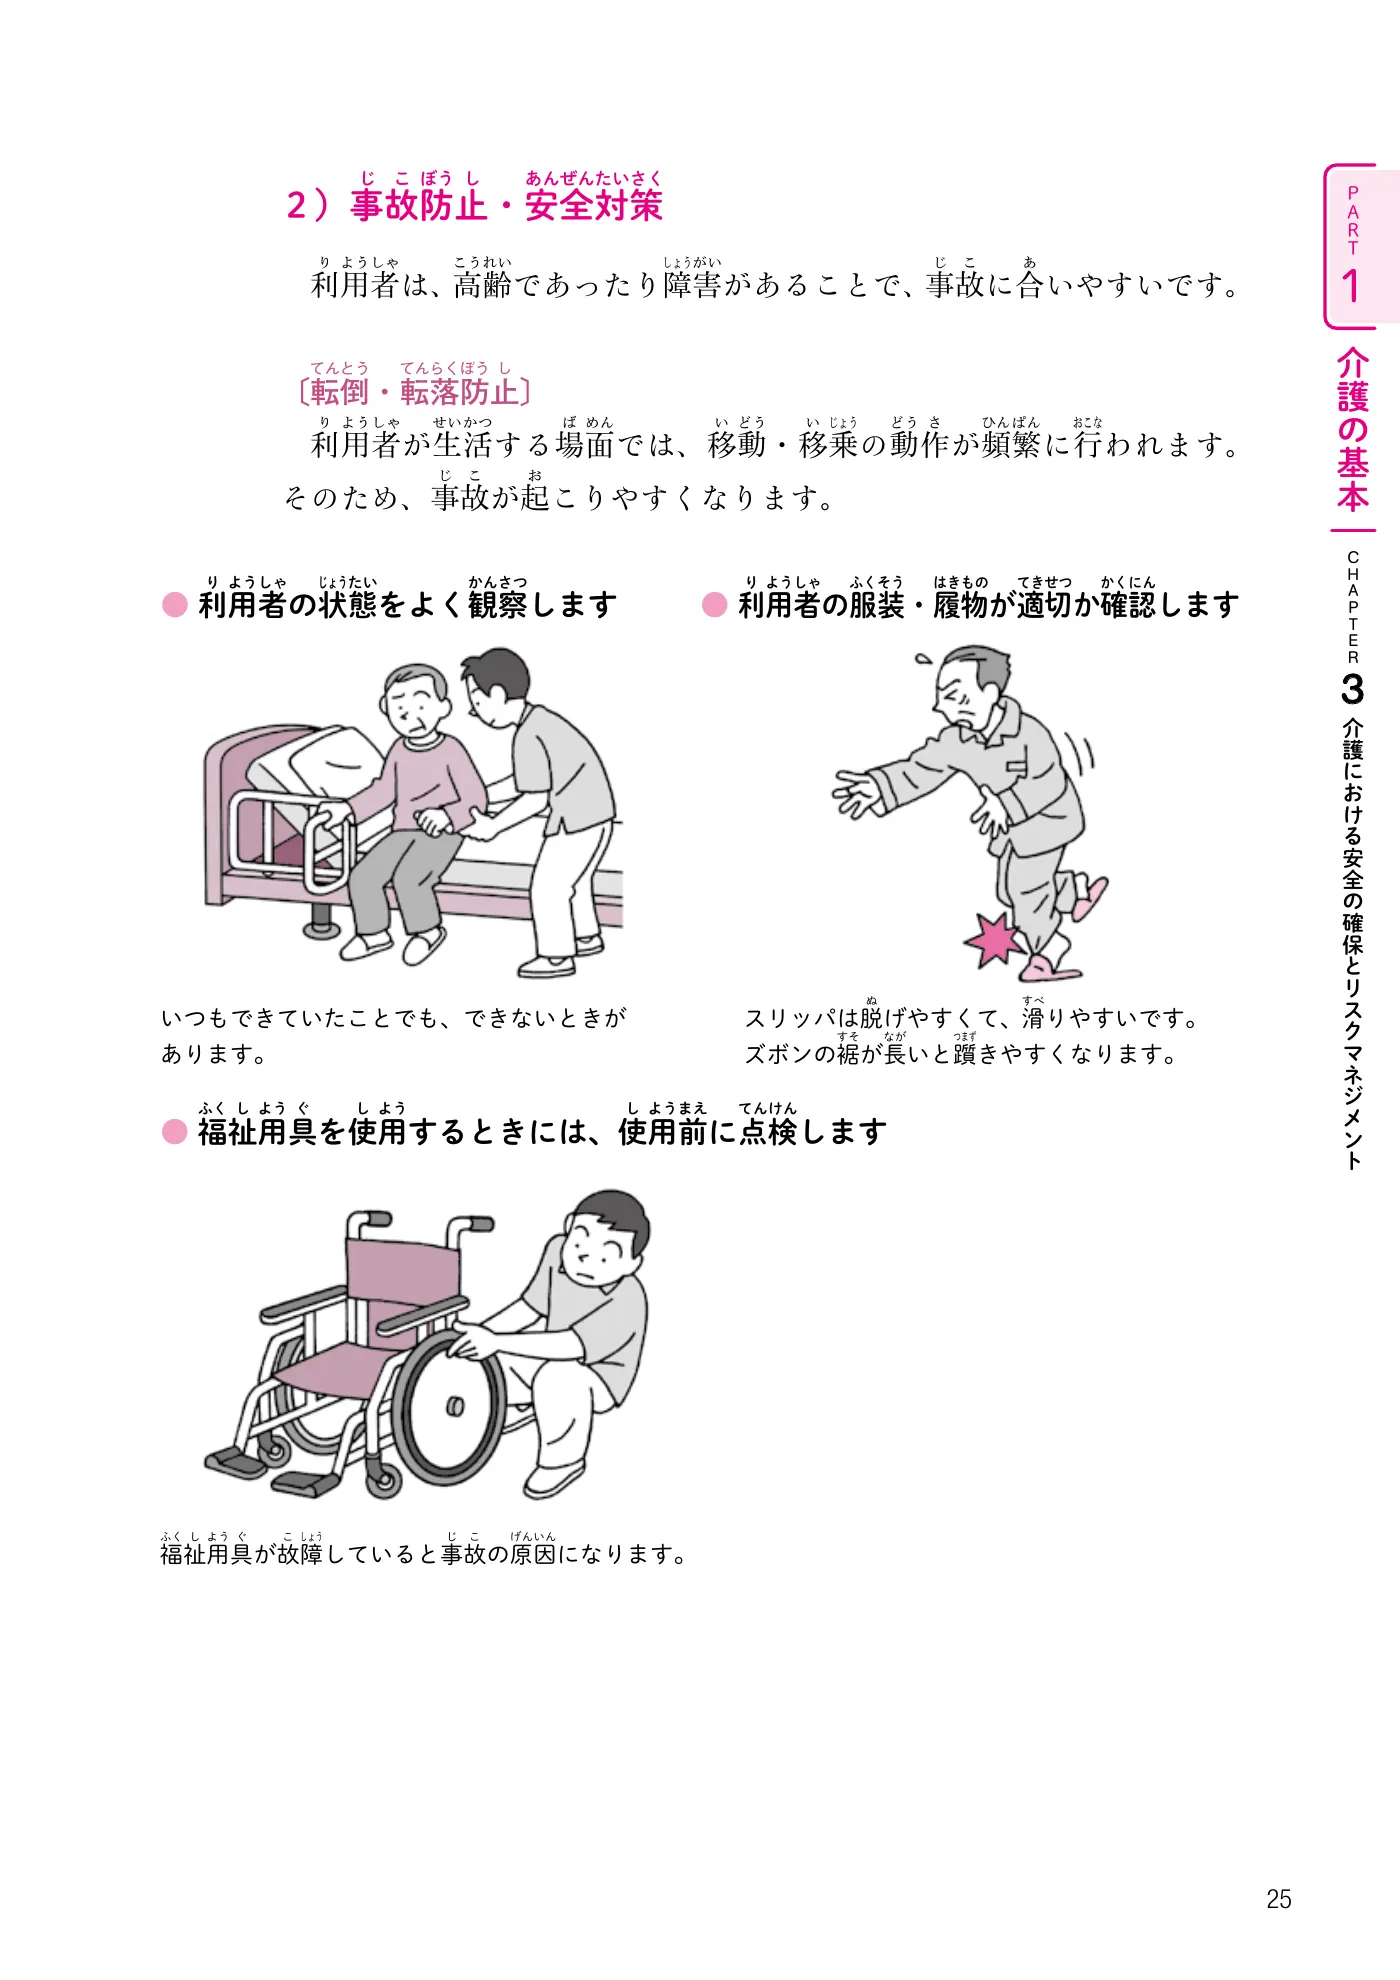 2）事故防止・安全対策
利用者は、高齢であったり障害があることで、事故に合いやすいです。
〔転倒・転落防止〕
利用者が生活する場面では、移動・移乗の動作が頻繁に行われます。
そのため、事故が起こりやすくなります。
● 利用者の状態をよく観察します
いつもできていたことでも、できないときが
あります。
● 利用者の服装・履物が適切か確認します
スリッパは脱げやすくて、滑りやすいです。
ズボンの裾が長いと躓きやすくなります。
● 福祉用具を使用するときには、使用前に点検します
福祉用具が故障していると事故の原因になります。
PART 1 介護の基本
CHAPTER 3 介護における安全の確保とリスクマネジメント
25